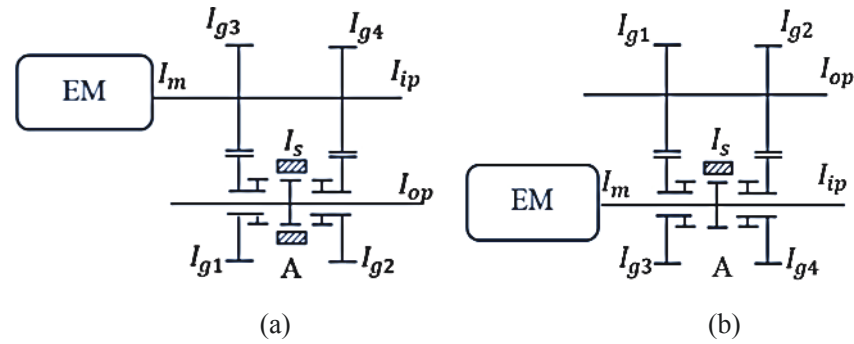 I_g3 I_g4
EM I_m I_ip
I_s
I_op
I_g1 A I_g2
(a)
I_g1 I_g2
I_op
I_s
EM I_m I_ip
I_g3 A I_g4
(b)